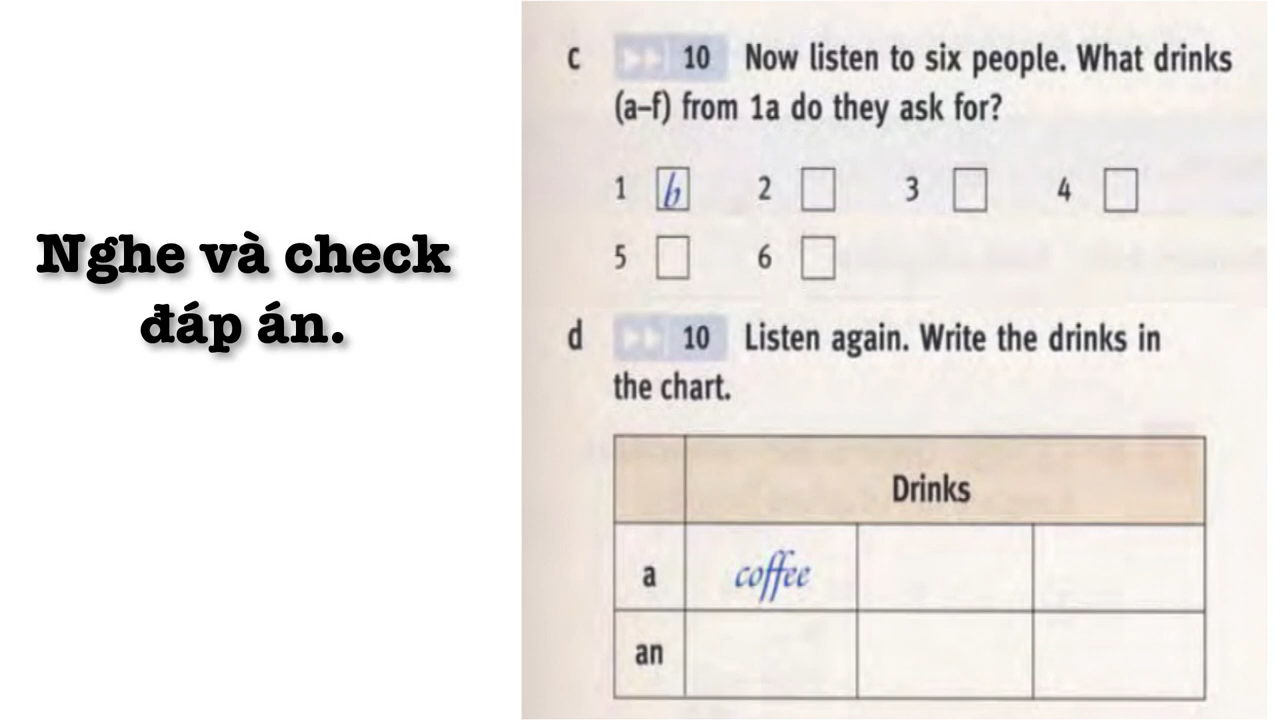 Nghe và check
đáp án.
c 10 Now listen to six people. What drinks
(a–f) from 1a do they ask for?
1 b 2 3 4
5 6
d 10 Listen again. Write the drinks in
the chart.
Drinks
a coffee
an